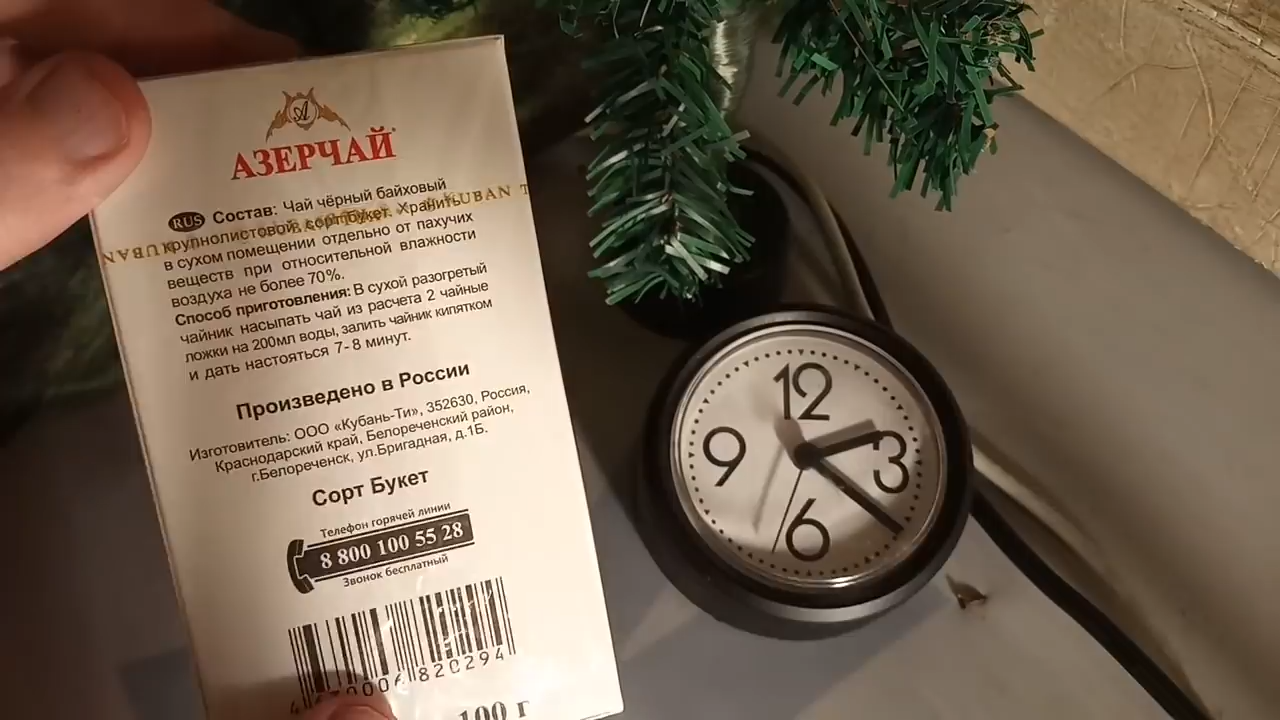 А
АЗЕРЧАЙ
RUS Состав: Чай чёрный байховый
крупнолистовой, сорт букет. Хранить
в сухом помещении отдельно от пахучих
веществ при относительной влажности
воздуха не более 70%.
Способ приготовления: В сухой разогретый
чайник насыпать чай из расчета 2 чайные
ложки на 200мл воды, залить чайник кипятком
и дать настояться 7-8 минут.
Произведено в России
Изготовитель: ООО «Кубань-Ти», 352630, Россия,
Краснодарский край, Белореченский район,
г.Белореченск, ул.Бригадная, д.1Б.
Сорт Букет
Телефон горячей линии
8 800 100 55 28
Звонок бесплатный
820294
100 г
KUBAN
12
3
6
9